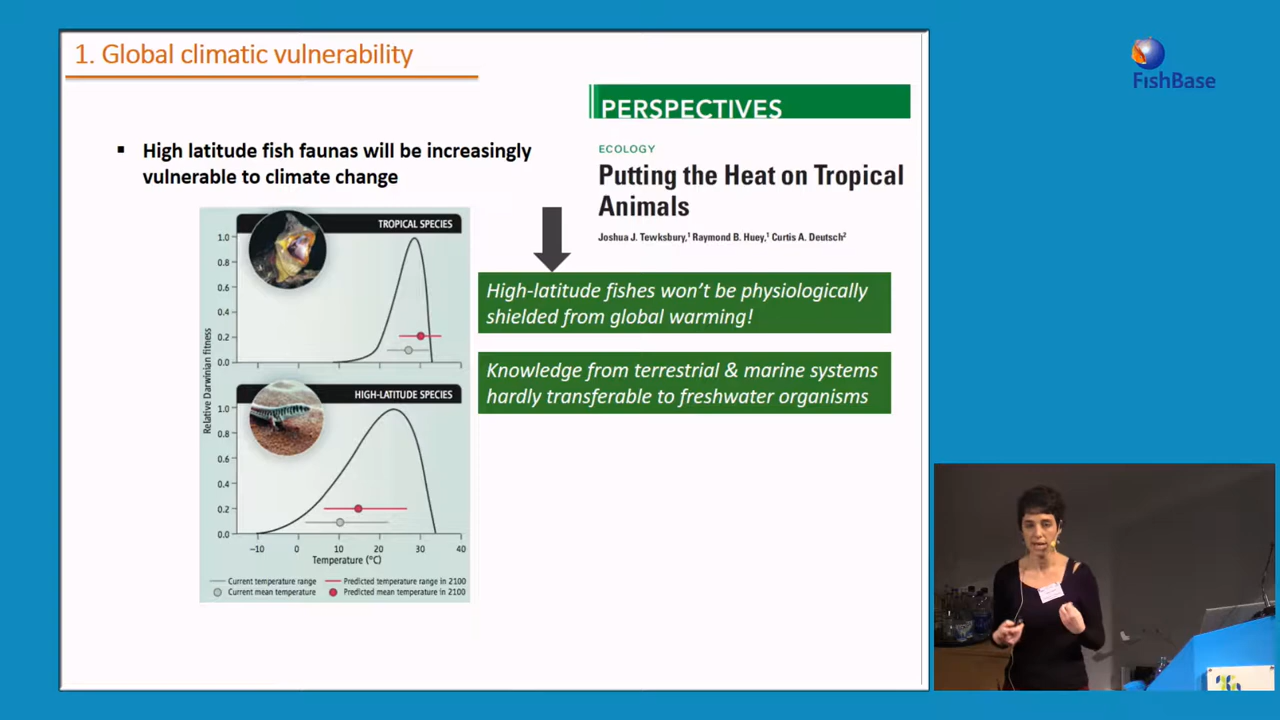 1. Global climatic vulnerability
FishBase
PERSPECTIVES
▪ High latitude fish faunas will be increasingly
vulnerable to climate change
ECOLOGY
Putting the Heat on Tropical
Animals
Joshua J. Tewksbury,¹ Raymond B. Huey,¹ Curtis A. Deutsch²
High-latitude fishes won't be physiologically
shielded from global warming!
Knowledge from terrestrial & marine systems
hardly transferable to freshwater organisms
Relative Darwinian fitness
TROPICAL SPECIES
1.0
0.8
0.6
0.4
0.2
0.0
HIGH-LATITUDE SPECIES
1.0
0.8
0.6
0.4
0.2
0.0
–10 0 10 20 30 40
Temperature (°C)
Current temperature range Predicted temperature range in 2100
Current mean temperature Predicted mean temperature in 2100